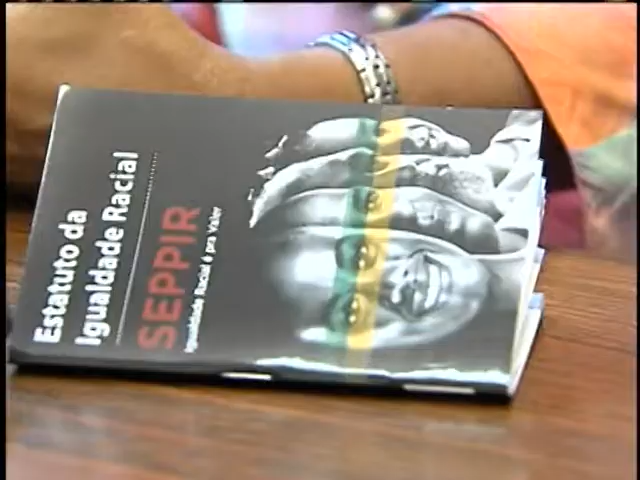 Estatuto da
Igualdade Racial
SEPPIR
Igualdade Racial é pra Valer